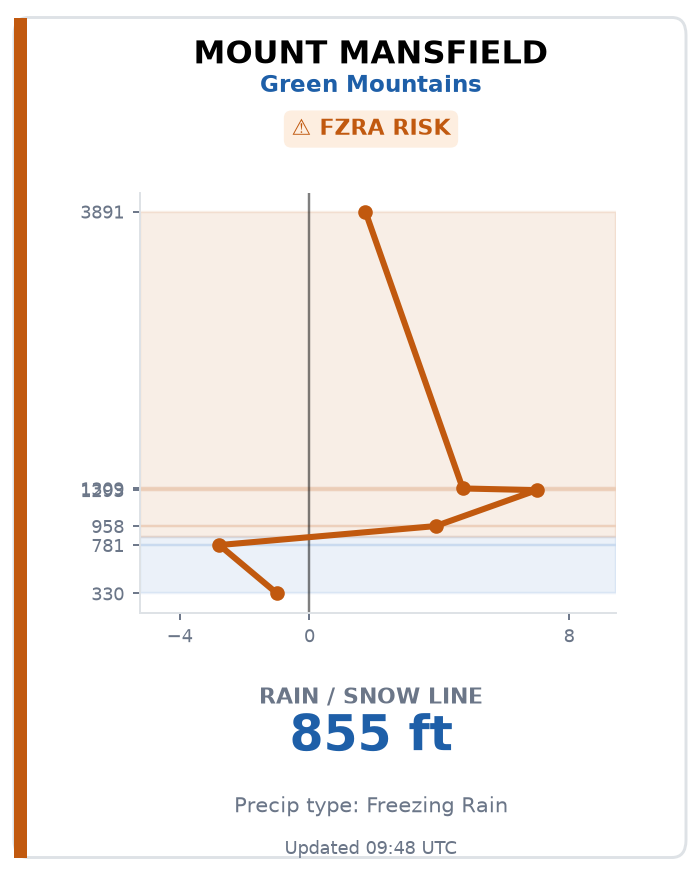 MOUNT MANSFIELD
Green Mountains
⚠ FZRA RISK
3891
958
781
330
−4
0
8
RAIN / SNOW LINE
855 ft
Precip type: Freezing Rain
Updated 09:48 UTC